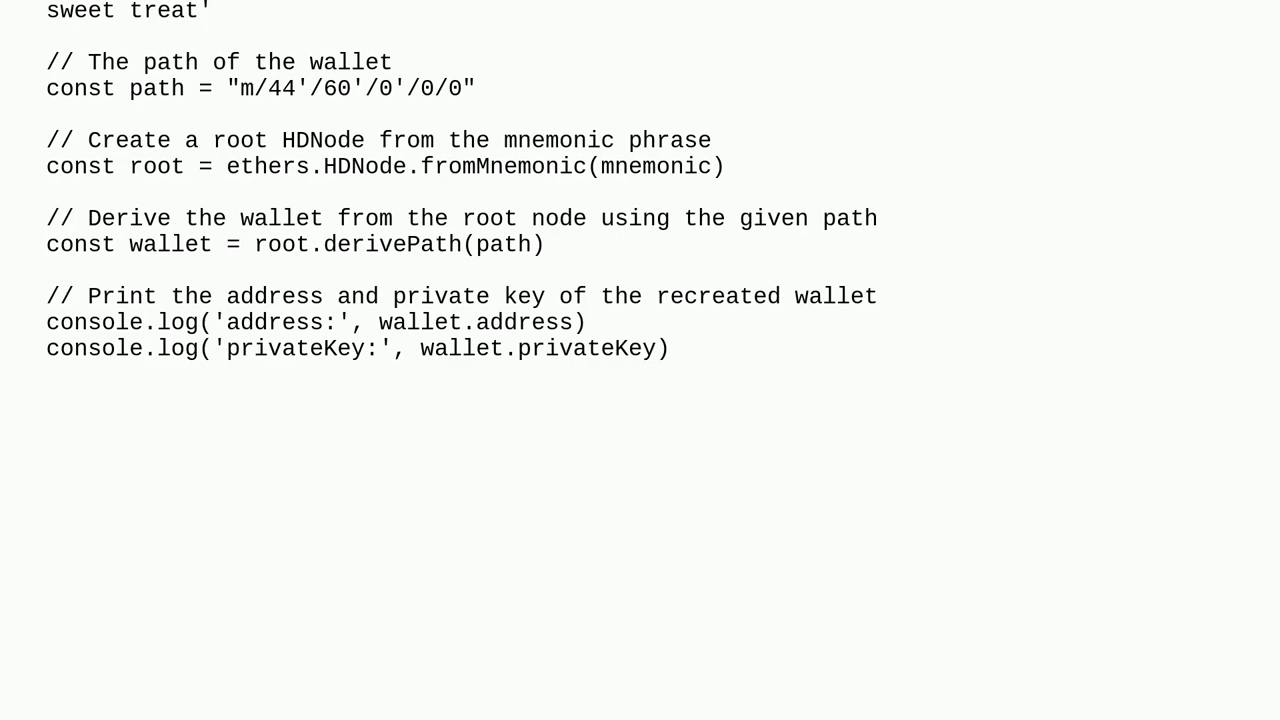 sweet treat'
// The path of the wallet
const path = "m/44'/60'/0'/0/0"
// Create a root HDNode from the mnemonic phrase
const root = ethers.HDNode.fromMnemonic(mnemonic)
// Derive the wallet from the root node using the given path
const wallet = root.derivePath(path)
// Print the address and private key of the recreated wallet
console.log('address:', wallet.address)
console.log('privateKey:', wallet.privateKey)